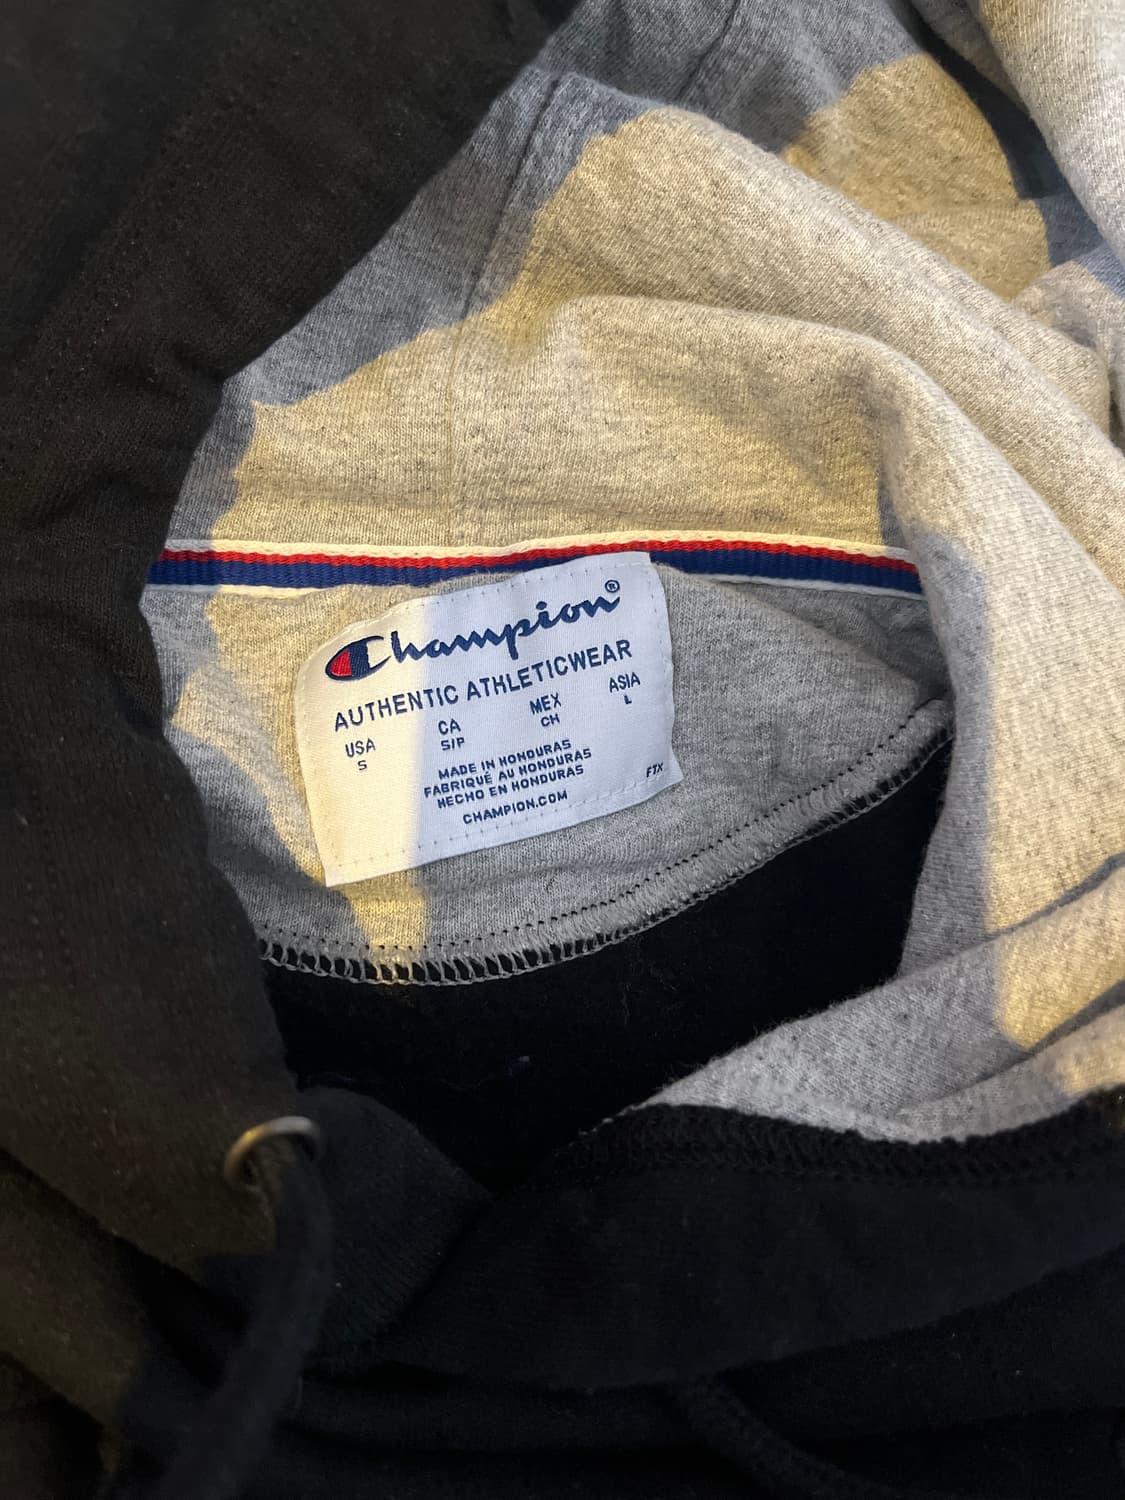 Champion®
AUTHENTIC ATHLETICWEAR
USA CA MEX ASIA
S S/P CH L
MADE IN HONDURAS
FABRIQUÉ AU HONDURAS
HECHO EN HONDURAS
CHAMPION.COM
FTX